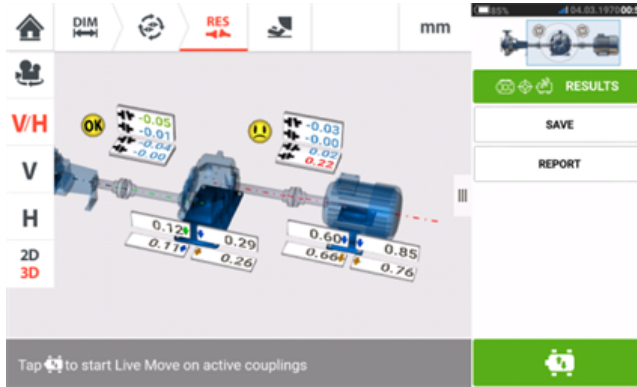 DIM
RES
mm
85%
04.03.1970
RESULTS
SAVE
REPORT
V/H
V
H
2D
3D
OK
-0.05
-0.01
-0.04
-0.00
-0.03
-0.00
0.02
0.22
0.12
0.29
0.11
0.26
0.60
0.85
0.66
0.76
Tap to start Live Move on active couplings